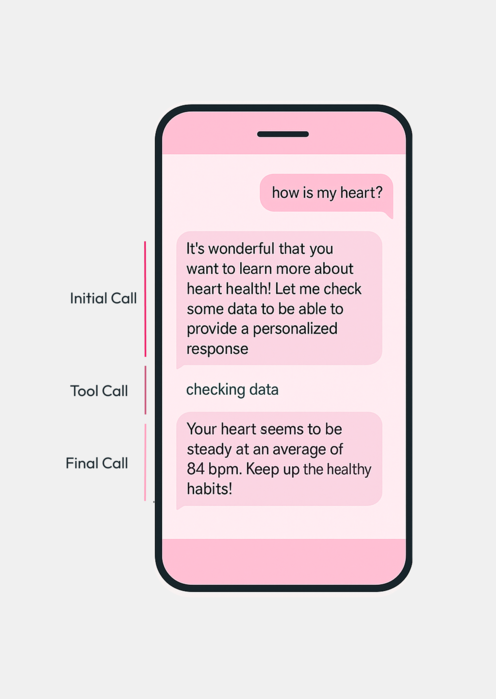 how is my heart?
It's wonderful that you
want to learn more about
heart health! Let me check
some data to be able to
provide a personalized
response
Initial Call
checking data
Tool Call
Your heart seems to be
steady at an average of
84 bpm. Keep up the healthy
habits!
Final Call